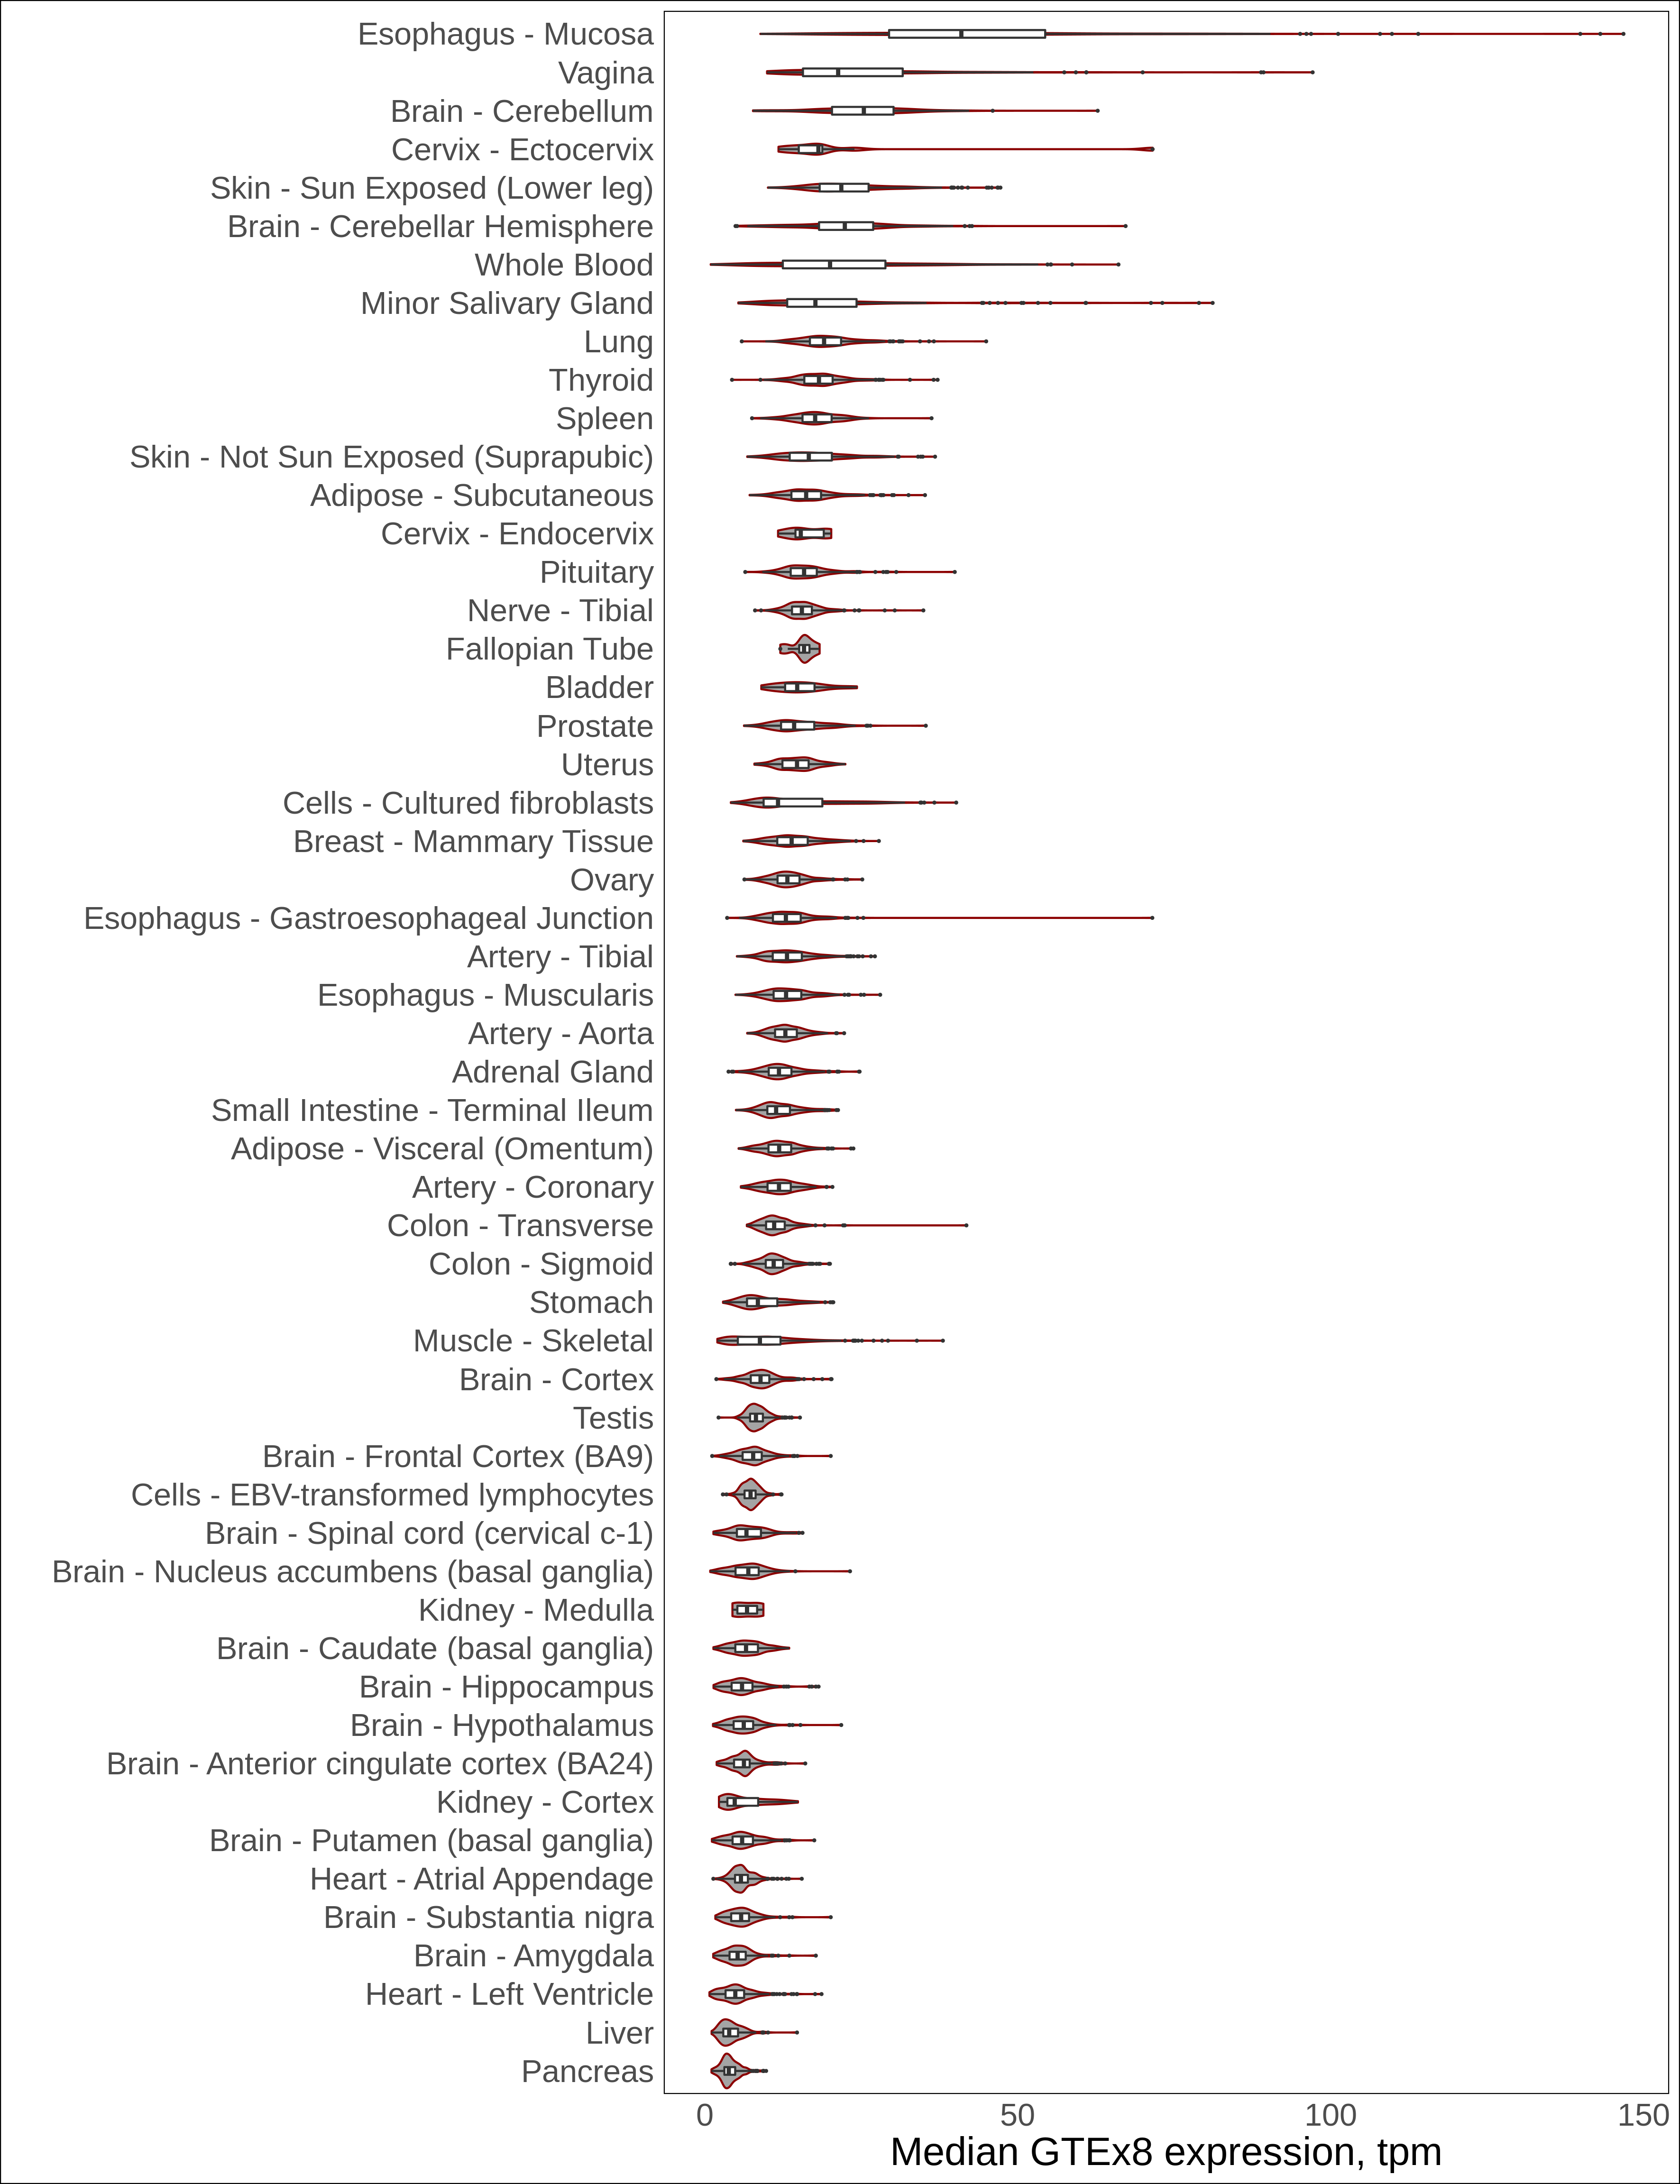 Esophagus - Mucosa
Vagina
Brain - Cerebellum
Cervix - Ectocervix
Skin - Sun Exposed (Lower leg)
Brain - Cerebellar Hemisphere
Whole Blood
Minor Salivary Gland
Lung
Thyroid
Spleen
Skin - Not Sun Exposed (Suprapubic)
Adipose - Subcutaneous
Cervix - Endocervix
Pituitary
Nerve - Tibial
Fallopian Tube
Bladder
Prostate
Uterus
Cells - Cultured fibroblasts
Breast - Mammary Tissue
Ovary
Esophagus - Gastroesophageal Junction
Artery - Tibial
Esophagus - Muscularis
Artery - Aorta
Adrenal Gland
Small Intestine - Terminal Ileum
Adipose - Visceral (Omentum)
Artery - Coronary
Colon - Transverse
Colon - Sigmoid
Stomach
Muscle - Skeletal
Brain - Cortex
Testis
Brain - Frontal Cortex (BA9)
Cells - EBV-transformed lymphocytes
Brain - Spinal cord (cervical c-1)
Brain - Nucleus accumbens (basal ganglia)
Kidney - Medulla
Brain - Caudate (basal ganglia)
Brain - Hippocampus
Brain - Hypothalamus
Brain - Anterior cingulate cortex (BA24)
Kidney - Cortex
Brain - Putamen (basal ganglia)
Heart - Atrial Appendage
Brain - Substantia nigra
Brain - Amygdala
Heart - Left Ventricle
Liver
Pancreas
0 50 100 150
Median GTEx8 expression, tpm